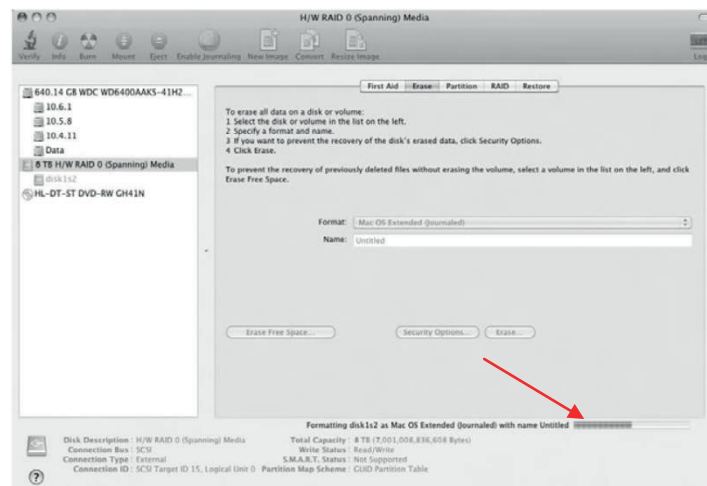 H/W RAID 0 (Spanning) Media
Verify Info Burn Mount Eject Enable Journaling New Image Convert Resize Image Log
First Aid Erase Partition RAID Restore
640.14 GB WDC WD6400AAKS-41H2...
10.6.1
10.5.8
10.4.11
Data
8 TB H/W RAID 0 (Spanning) Media
disk1s2
HL-DT-ST DVD-RW GH41N
To erase all data on a disk or volume:
1 Select the disk or volume in the list on the left.
2 Specify a format and name.
3 If you want to prevent the recovery of the disk's erased data, click Security Options.
4 Click Erase.
To prevent the recovery of previously deleted files without erasing the volume, select a volume in the list on the left, and click
Erase Free Space.
Format: Mac OS Extended (Journaled)
Name: Untitled
Erase Free Space... Security Options... Erase...
Formatting disk1s2 as Mac OS Extended (Journaled) with name Untitled
Disk Description : H/W RAID 0 (Spanning) Media Total Capacity : 8 TB (7,001,008,836,608 Bytes)
Connection Bus : SCSI Write Status : Read/Write
Connection Type : External S.M.A.R.T. Status : Not Supported
Connection ID : SCSI Target ID 15, Logical Unit 0 Partition Map Scheme : GUID Partition Table
?